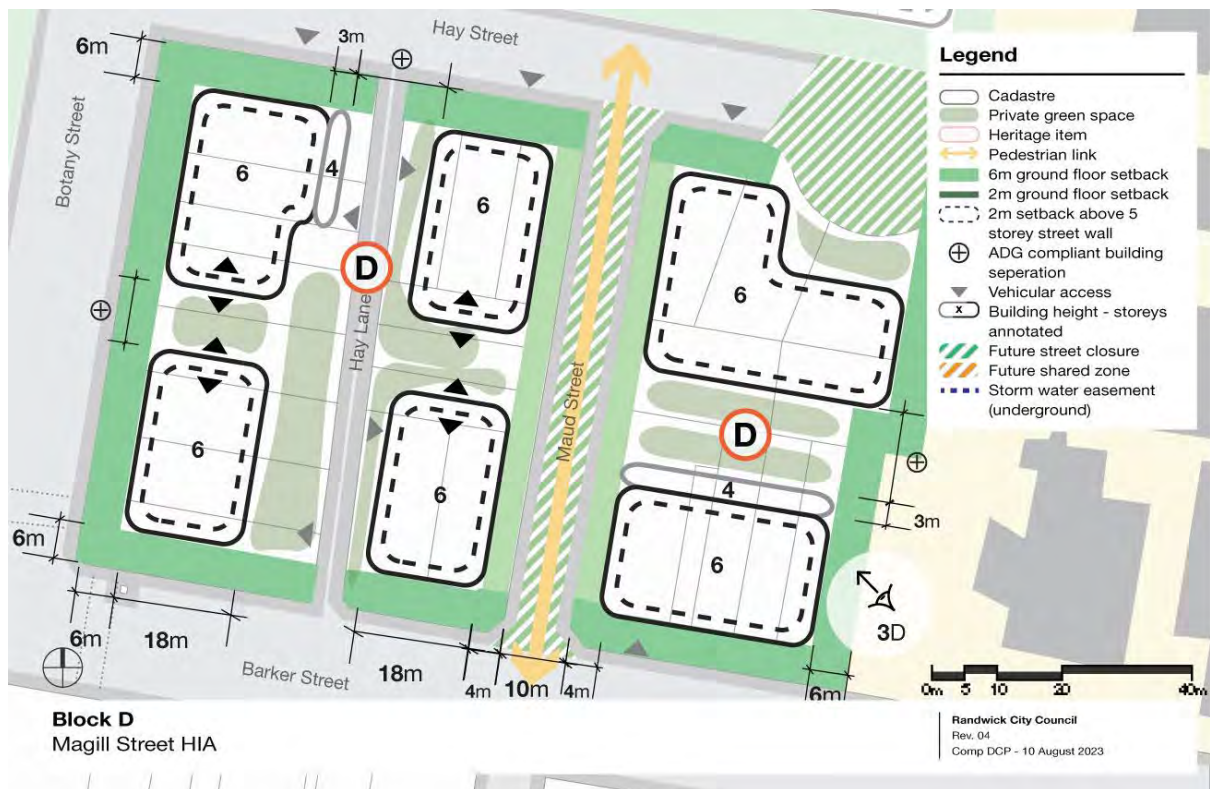 Hay Street
3m
6m
Botany Street
6
4
6
D
Hay Lane
6
6
Maud Street
6
D
4
6
3m
3D
6m
6m
18m
18m
4m
10m
4m
6m
Barker Street
Legend
Cadastre
Private green space
Heritage item
Pedestrian link
6m ground floor setback
2m ground floor setback
2m setback above 5
storey street wall
ADG compliant building
seperation
Vehicular access
x
Building height - storeys
annotated
Future street closure
Future shared zone
Storm water easement
(underground)
0m 5 10 20 40m
Block D
Magill Street HIA
Randwick City Council
Rev. 04
Comp DCP - 10 August 2023